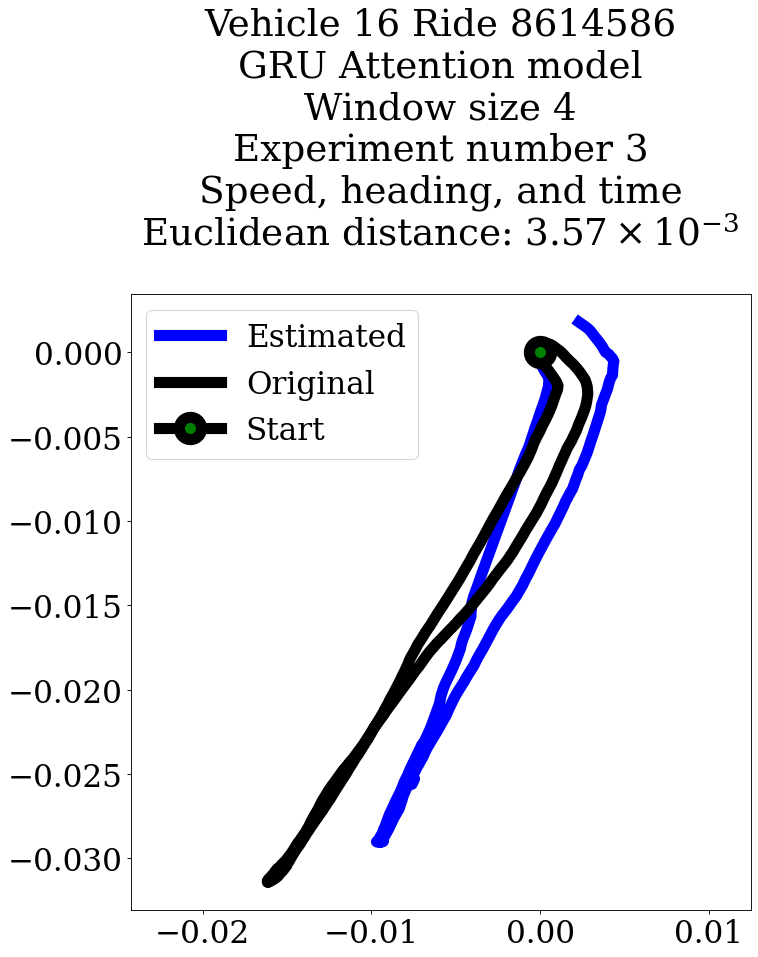 Vehicle 16 Ride 8614586
GRU Attention model
Window size 4
Experiment number 3
Speed, heading, and time
Euclidean distance: 3.57 × 10⁻³
Estimated
Original
Start
0.000
−0.005
−0.010
−0.015
−0.020
−0.025
−0.030
−0.02 −0.01 0.00 0.01